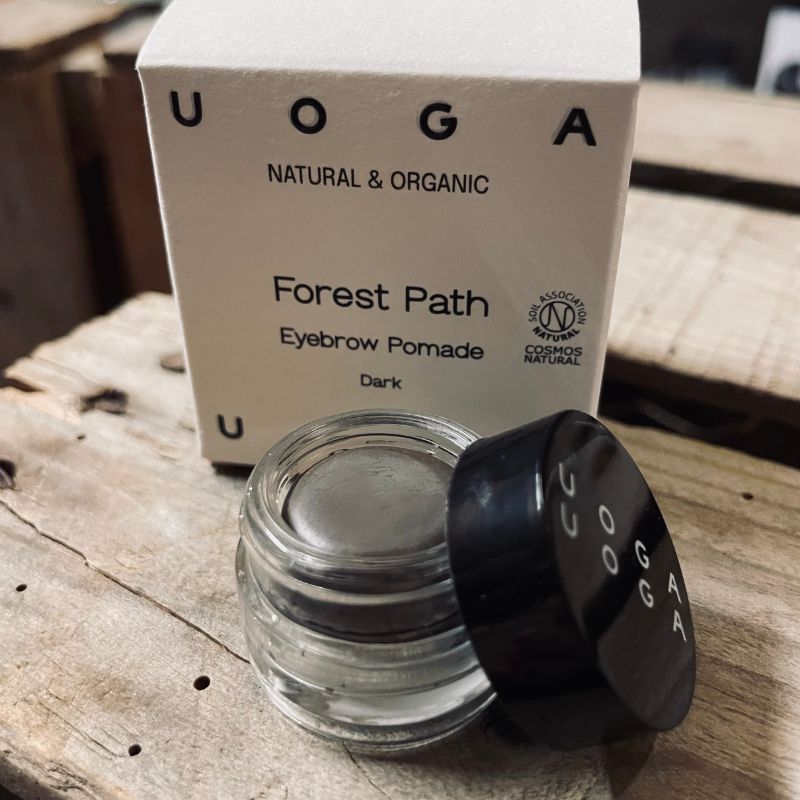 U O G A
NATURAL & ORGANIC
Forest Path
Eyebrow Pomade
Dark
SOIL ASSOCIATION
NATURAL
COSMOS
NATURAL
U
U O G A
U O G A